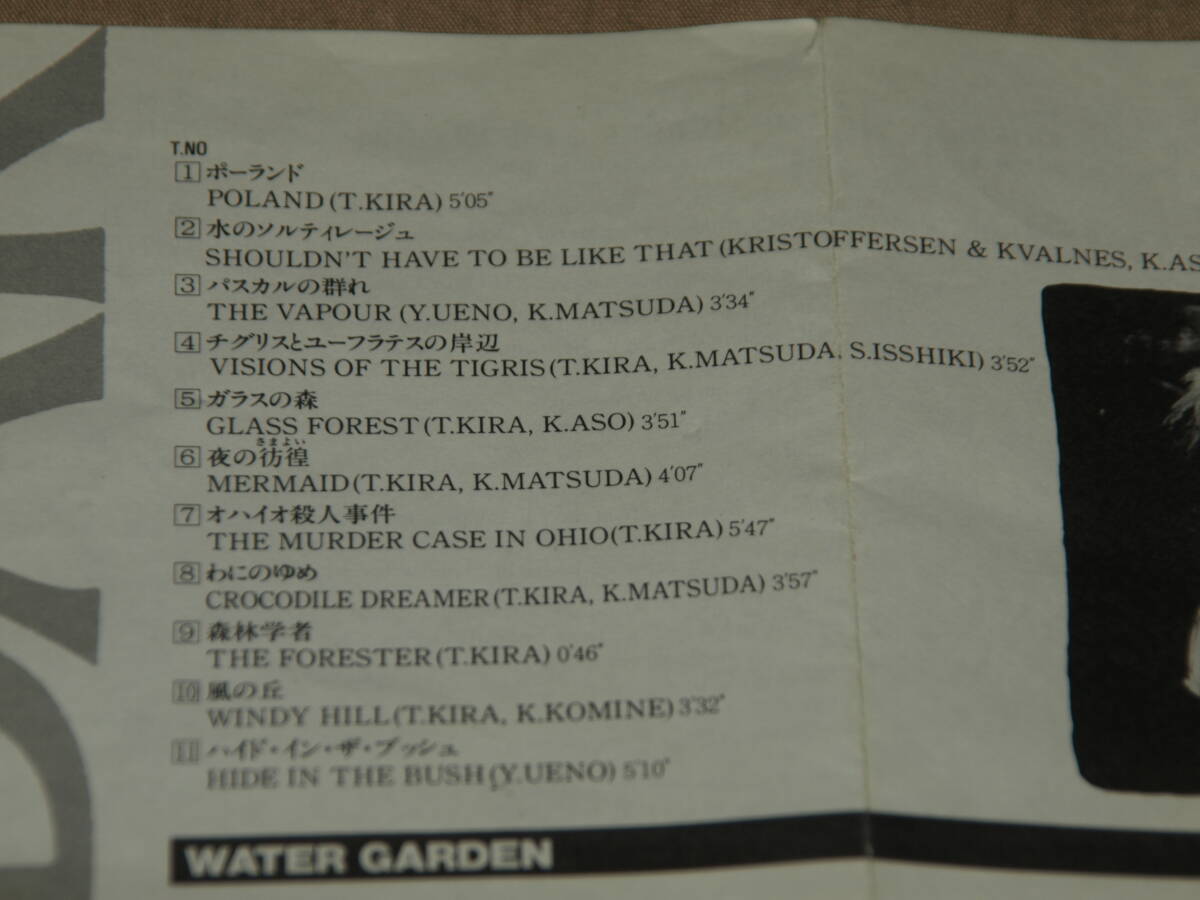 T.NO
1 ポーランド
POLAND (T.KIRA) 5'05"
2 水のソルティレージュ
SHOULDN'T HAVE TO BE LIKE THAT (KRISTOFFERSEN & KVALNES, K.AS
3 パスカルの群れ
THE VAPOUR (Y.UENO, K.MATSUDA) 3'34"
4 チグリスとユーフラテスの岸辺
VISIONS OF THE TIGRIS (T.KIRA, K.MATSUDA, S.ISSHIKI) 3'52"
5 ガラスの森
GLASS FOREST (T.KIRA, K.ASO) 3'51"
さまよい
6 夜の彷徨
MERMAID (T.KIRA, K.MATSUDA) 4'07"
7 オハイオ殺人事件
THE MURDER CASE IN OHIO (T.KIRA) 5'47"
8 わにのゆめ
CROCODILE DREAMER (T.KIRA, K.MATSUDA) 3'57"
9 森林学者
THE FORESTER (T.KIRA) 0'46"
10 風の丘
WINDY HILL (T.KIRA, K.KOMINE) 3'32"
11 ハイド・イン・ザ・ブッシュ
HIDE IN THE BUSH (Y.UENO) 5'10"
WATER GARDEN